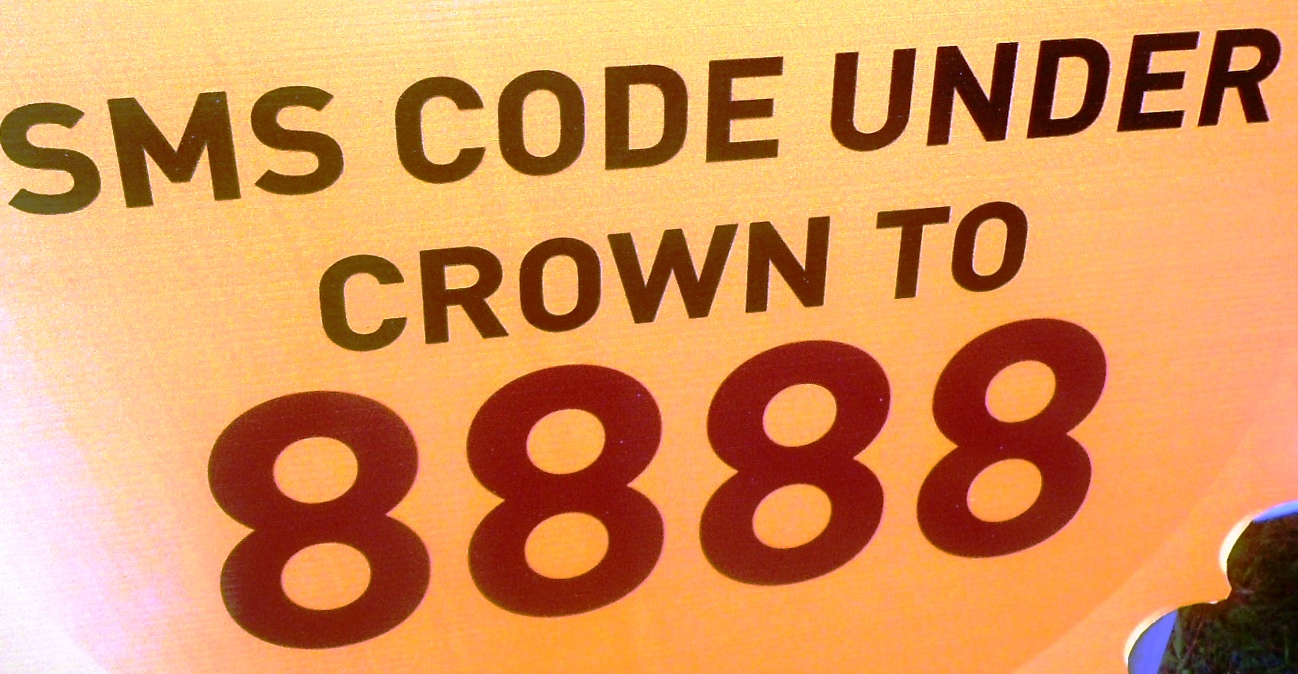 SMS CODE UNDER
CROWN TO
8888